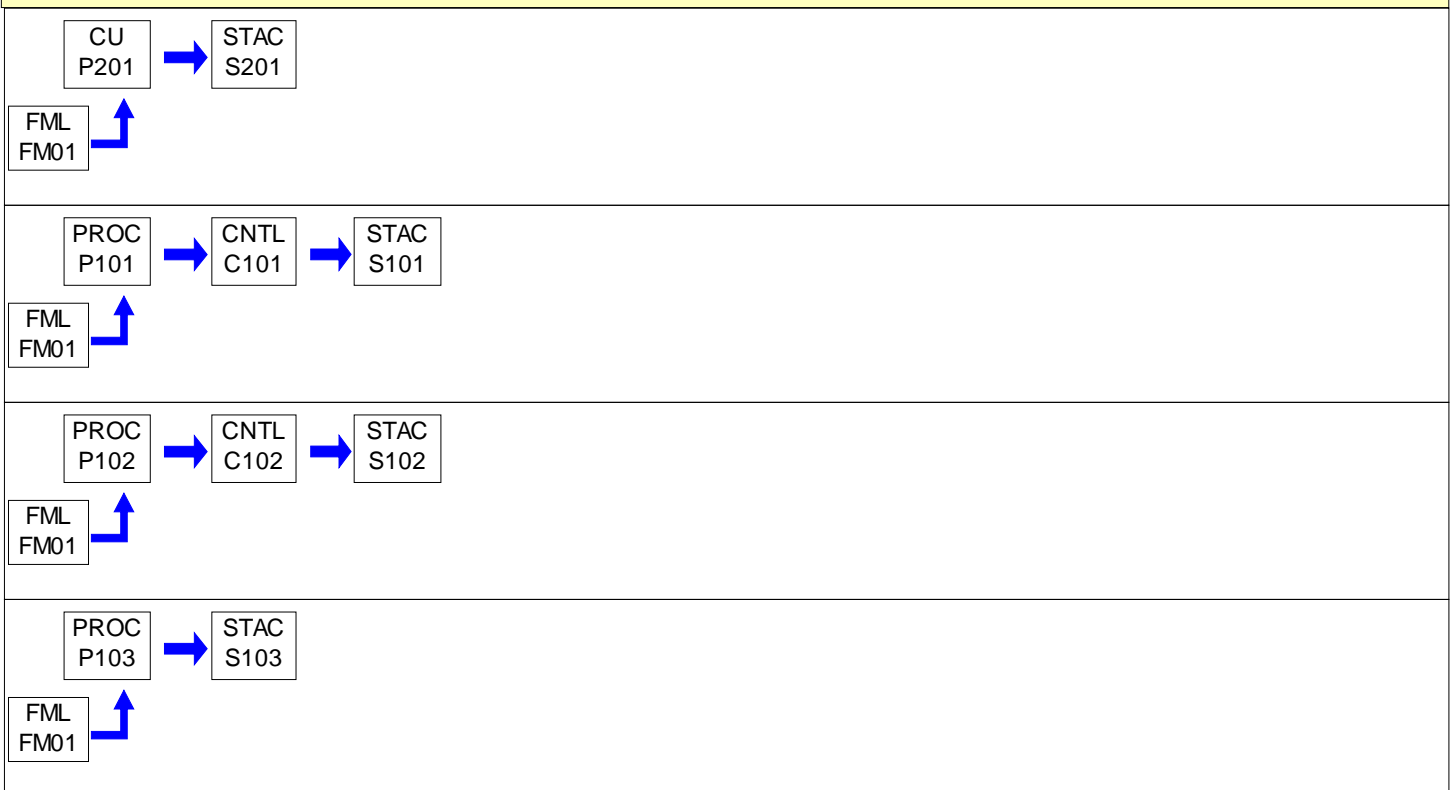 CU
P201
STAC
S201
FML
FM01
PROC
P101
CNTL
C101
STAC
S101
FML
FM01
PROC
P102
CNTL
C102
STAC
S102
FML
FM01
PROC
P103
STAC
S103
FML
FM01